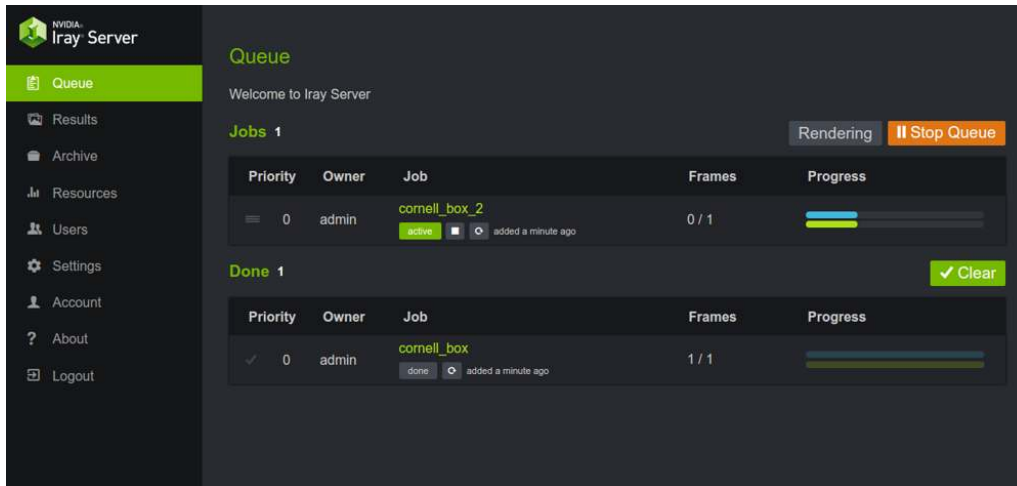 NVIDIA.
Iray Server
Queue
Results
Archive
Resources
Users
Settings
Account
? About
Logout
Queue
Welcome to Iray Server
Jobs 1
Rendering Stop Queue
Priority Owner Job Frames Progress
0 admin cornell_box_2 0 / 1
active added a minute ago
Done 1
Clear
Priority Owner Job Frames Progress
0 admin cornell_box 1 / 1
done added a minute ago